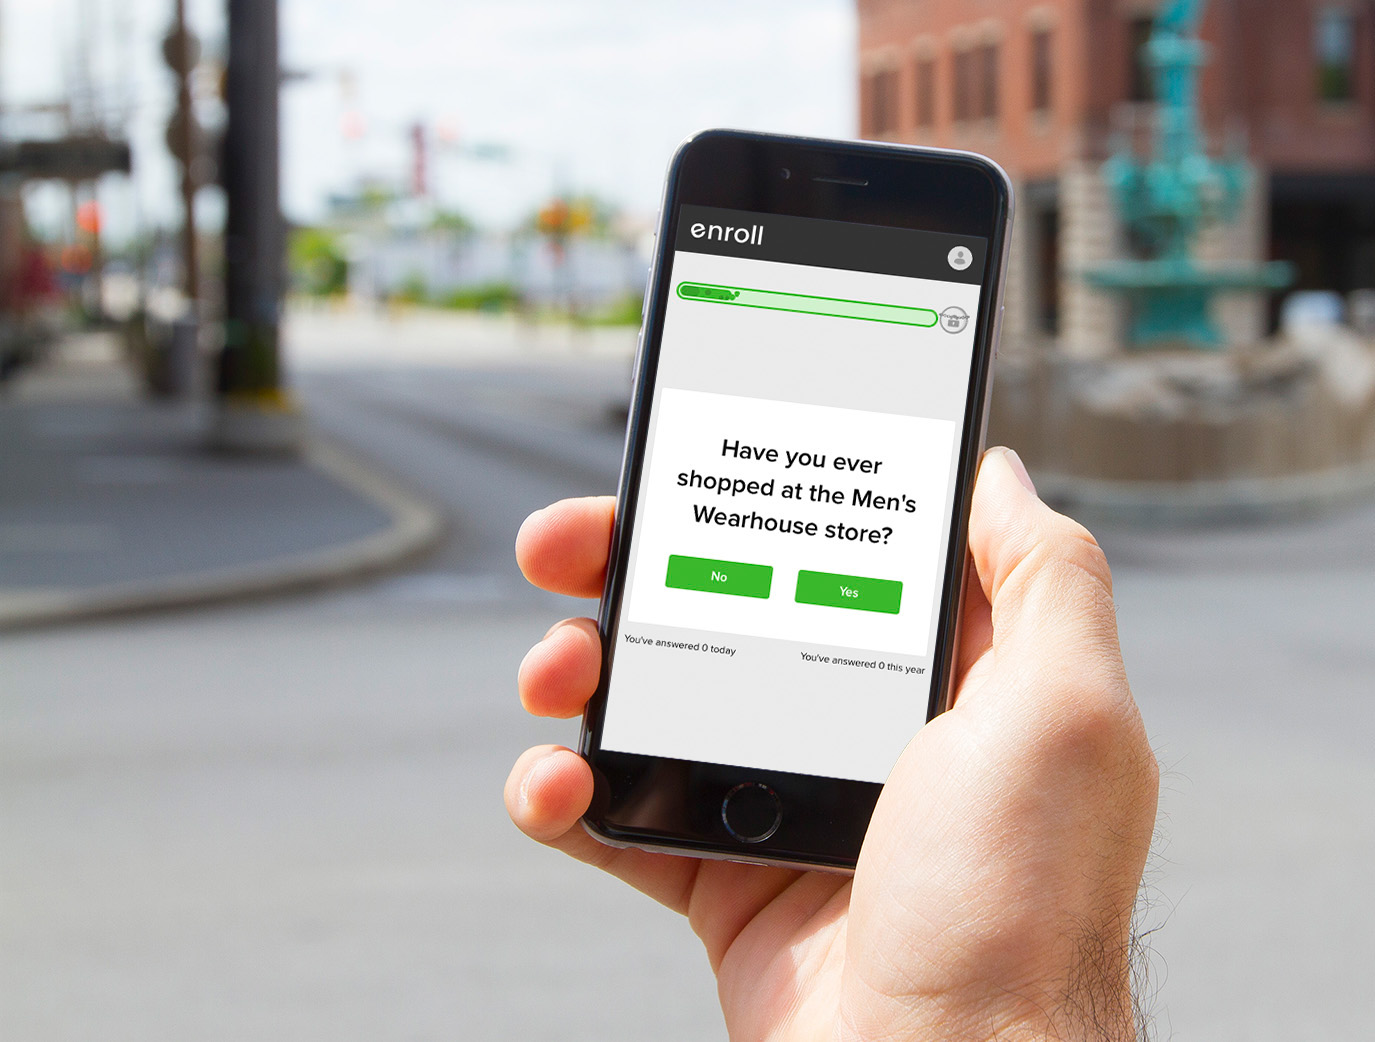 enroll
Have you ever
shopped at the Men's
Wearhouse store?
No
Yes
You've answered 0 today
You've answered 0 this year